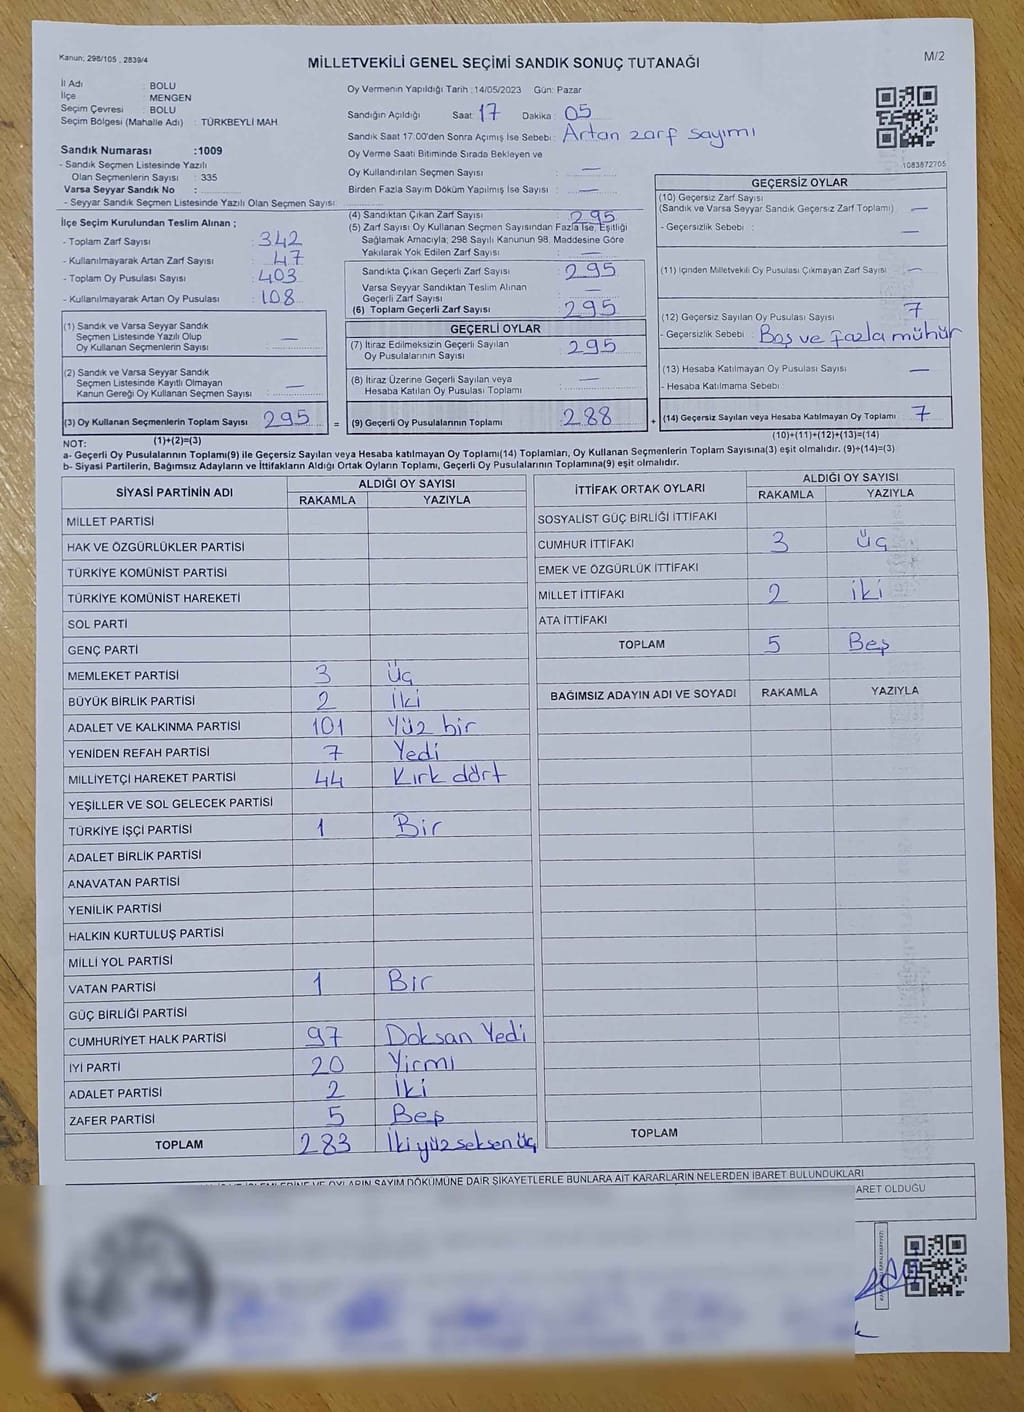 Kanun; 298/105 , 2839/4
MİLLETVEKİLİ GENEL SEÇİMİ SANDIK SONUÇ TUTANAĞI
M/2
İl Adı : BOLU
İlçe : MENGEN
Seçim Çevresi : BOLU
Seçim Bölgesi (Mahalle Adı) : TÜRKBEYLİ MAH
Sandık Numarası :1009
- Sandık Seçmen Listesinde Yazılı
Olan Seçmenlerin Sayısı : 335
Varsa Seyyar Sandık No :
- Seyyar Sandık Seçmen Listesinde Yazılı Olan Seçmen Sayısı :
Oy Vermenin Yapıldığı Tarih :14/05/2023 Gün: Pazar
Sandığın Açıldığı Saat: 17 Dakika : 05
Sandık Saat 17.00'den Sonra Açımış İse Sebebi : Artan zarf sayımı
Oy Verme Saati Bitiminde Sırada Bekleyen ve
Oy Kullandırılan Seçmen Sayısı : —
Birden Fazla Sayım Döküm Yapılmış İse Sayısı : —
1083872705
İlçe Seçim Kurulundan Teslim Alınan ;
- Toplam Zarf Sayısı : 342
- Kullanılmayarak Artan Zarf Sayısı : 47
- Toplam Oy Pusulası Sayısı : 403
- Kullanılmayarak Artan Oy Pusulası : 108
(1) Sandık ve Varsa Seyyar Sandık
Seçmen Listesinde Yazılı Olup
Oy Kullanan Seçmenlerin Sayısı : —
(2) Sandık ve Varsa Seyyar Sandık
Seçmen Listesinde Kayıtlı Olmayan
Kanun Gereği Oy Kullanan Seçmen Sayısı : —
(3) Oy Kullanan Seçmenlerin Toplam Sayısı : 295
(4) Sandıktan Çıkan Zarf Sayısı : 295
(5) Zarf Sayısı Oy Kullanan Seçmen Sayısından Fazla İse, Eşitliği
Sağlamak Amacıyla; 298 Sayılı Kanunun 98. Maddesine Göre
Yakılarak Yok Edilen Zarf Sayısı : —
Sandıkta Çıkan Geçerli Zarf Sayısı : 295
Varsa Seyyar Sandıktan Teslim Alınan
Geçerli Zarf Sayısı : —
(6) Toplam Geçerli Zarf Sayısı : 295
GEÇERLİ OYLAR
(7) İtiraz Edilmeksizin Geçerli Sayılan
Oy Pusulalarının Sayısı : 295
(8) İtiraz Üzerine Geçerli Sayılan veya
Hesaba Katılan Oy Pusulası Toplamı : —
= (9) Geçerli Oy Pusulalarının Toplamı : 288 +
GEÇERSİZ OYLAR
(10) Geçersiz Zarf Sayısı
(Sandık ve Varsa Seyyar Sandık Geçersiz Zarf Toplamı) : —
- Geçersizlik Sebebi : —
(11) İçinden Milletvekili Oy Pusulası Çıkmayan Zarf Sayısı : —
(12) Geçersiz Sayılan Oy Pusulası Sayısı : 7
- Geçersizlik Sebebi : Boş ve fazla mühür
(13) Hesaba Katılmayan Oy Pusulası Sayısı : —
- Hesaba Katılmama Sebebi :
(14) Geçersiz Sayılan veya Hesaba Katılmayan Oy Toplamı : 7
NOT: (1)+(2)=(3)
(10)+(11)+(12)+(13)=(14)
a- Geçerli Oy Pusulalarının Toplamı(9) ile Geçersiz Sayılan veya Hesaba katılmayan Oy Toplamı(14) Toplamları, Oy Kullanan Seçmenlerin Toplam Sayısına(3) eşit olmalıdır. (9)+(14)=(3)
b- Siyasi Partilerin, Bağımsız Adayların ve İttifakların Aldığı Ortak Oyların Toplamı, Geçerli Oy Pusulalarının Toplamına(9) eşit olmalıdır.
SİYASİ PARTİNİN ADI ALDIĞI OY SAYISI
RAKAMLA YAZIYLA
MİLLET PARTİSİ
HAK VE ÖZGÜRLÜKLER PARTİSİ
TÜRKİYE KOMÜNİST PARTİSİ
TÜRKİYE KOMÜNİST HAREKETİ
SOL PARTİ
GENÇ PARTİ
MEMLEKET PARTİSİ 3 Üç
BÜYÜK BİRLİK PARTİSİ 2 İki
ADALET VE KALKINMA PARTİSİ 101 Yüz bir
YENİDEN REFAH PARTİSİ 7 Yedi
MİLLİYETÇİ HAREKET PARTİSİ 44 Kırk dört
YEŞİLLER VE SOL GELECEK PARTİSİ
TÜRKİYE İŞÇİ PARTİSİ 1 Bir
ADALET BİRLİK PARTİSİ
ANAVATAN PARTİSİ
YENİLİK PARTİSİ
HALKIN KURTULUŞ PARTİSİ
MİLLİ YOL PARTİSİ
VATAN PARTİSİ 1 Bir
GÜÇ BİRLİĞİ PARTİSİ
CUMHURİYET HALK PARTİSİ 97 Doksan Yedi
İYİ PARTİ 20 Yirmi
ADALET PARTİSİ 2 İki
ZAFER PARTİSİ 5 Beş
TOPLAM 283 İki yüz seksen üç
İTTİFAK ORTAK OYLARI ALDIĞI OY SAYISI
RAKAMLA YAZIYLA
SOSYALİST GÜÇ BİRLİĞİ İTTİFAKI
CUMHUR İTTİFAKI 3 Üç
EMEK VE ÖZGÜRLÜK İTTİFAKI
MİLLET İTTİFAKI 2 İki
ATA İTTİFAKI
TOPLAM 5 Beş
BAĞIMSIZ ADAYIN ADI VE SOYADI RAKAMLA YAZIYLA
TOPLAM
OYLARIN SAYIM DÖKÜMÜNE DAİR ŞİKAYETLERLE BUNLARA AİT KARARLARIN NELERDEN İBARET BULUNDUKLARI
OLDUĞU